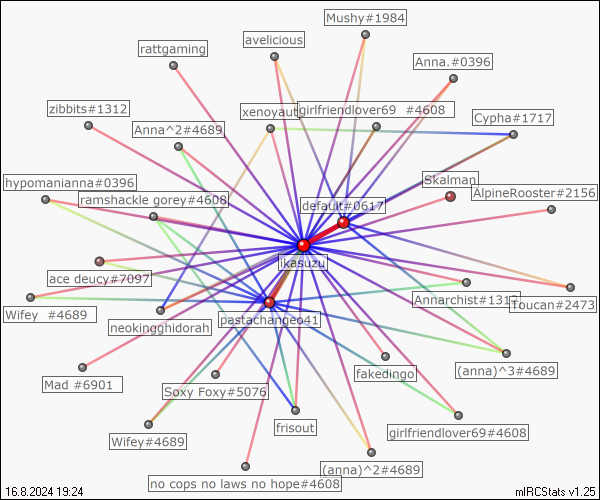 Mushy#1984
avelicious
rattgaming
Anna.#0396
zibbits#1312
xenoyaut
girlfriendlover69 #4608
Cypha#1717
Anna^2#4689
hypomanianna#0396
Skalman
ramshackle gorey#4608
AlpineRooster#2156
default#0617
ikasuzu
ace deucy#7097
Annarchist#1312
Toucan#2473
Wifey #4689
neokingghidorah
pastachangeo41
(anna)^3#4689
fakedingo
Mad #6901
Soxy Foxy#5076
frisout
girlfriendlover69#4608
Wifey#4689
(anna)^2#4689
no cops no laws no hope#4608
16.8.2024 19:24
mIRCStats v1.25